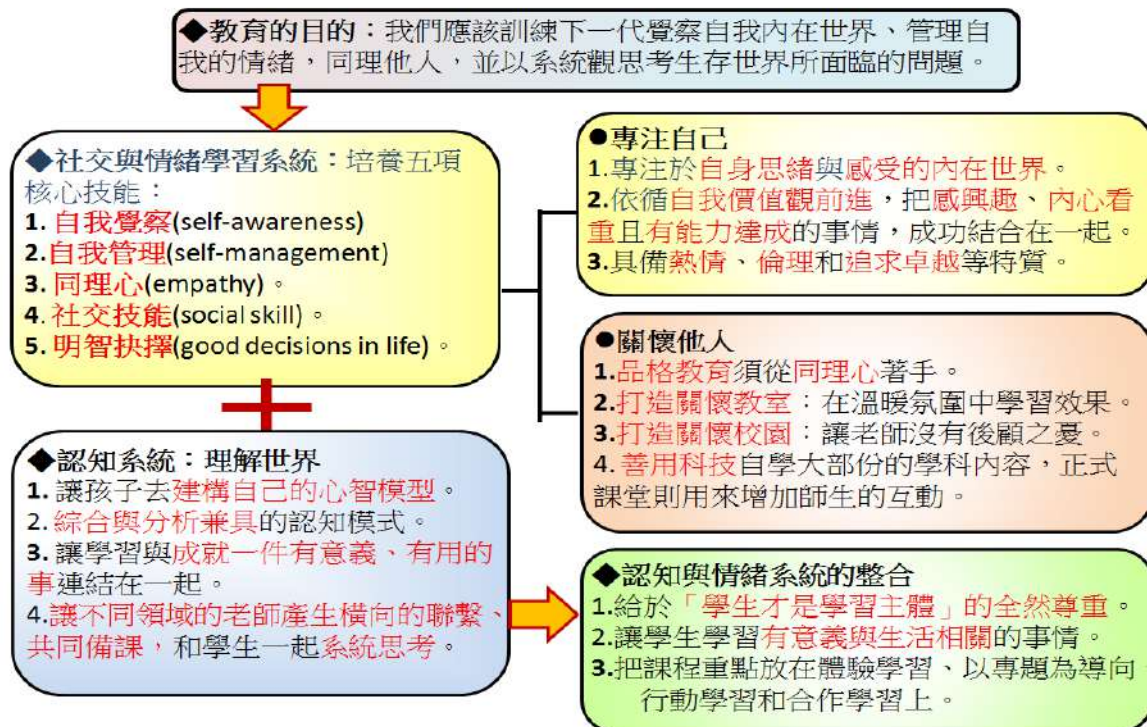 ◆教育的目的：我們應該訓練下一代覺察自我內在世界、管理自
我的情緒，同理他人，並以系統觀思考生存世界所面臨的問題。
◆社交與情緒學習系統：培養五項
核心技能：
1. 自我覺察(self-awareness)
2.自我管理(self-management)
3. 同理心(empathy)。
4. 社交技能(social skill)。
5. 明智抉擇(good decisions in life)。
●專注自己
1.專注於自身思緒與感受的內在世界。
2.依循自我價值觀前進，把感興趣、內心看
重且有能力達成的事情，成功結合在一起。
3.具備熱情、倫理和追求卓越等特質。
●關懷他人
1.品格教育須從同理心著手。
2.打造關懷教室：在溫暖氛圍中學習效果。
3.打造關懷校園：讓老師沒有後顧之憂。
4. 善用科技自學大部份的學科內容，正式
課堂則用來增加師生的互動。
◆認知系統：理解世界
1. 讓孩子去建構自己的心智模型。
2. 綜合與分析兼具的認知模式。
3. 讓學習與成就一件有意義、有用的
事連結在一起。
4.讓不同領域的老師產生橫向的聯繫、
共同備課，和學生一起系統思考。
◆認知與情緒系統的整合
1.給於「學生才是學習主體」的全然尊重。
2.讓學生學習有意義與生活相關的事情。
3.把課程重點放在體驗學習、以專題為導向
行動學習和合作學習上。